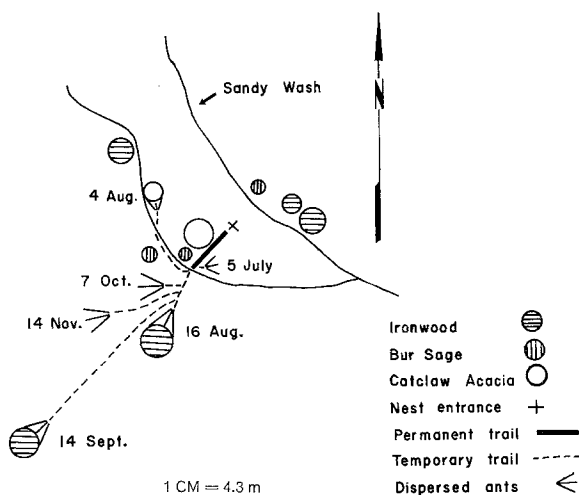 Sandy Wash
N
4 Aug.
5 July
7 Oct.
14 Nov.
16 Aug.
14 Sept.
Ironwood
Bur Sage
Catclaw Acacia
Nest entrance
Permanent trail
Temporary trail
Dispersed ants
1 CM = 4.3 m